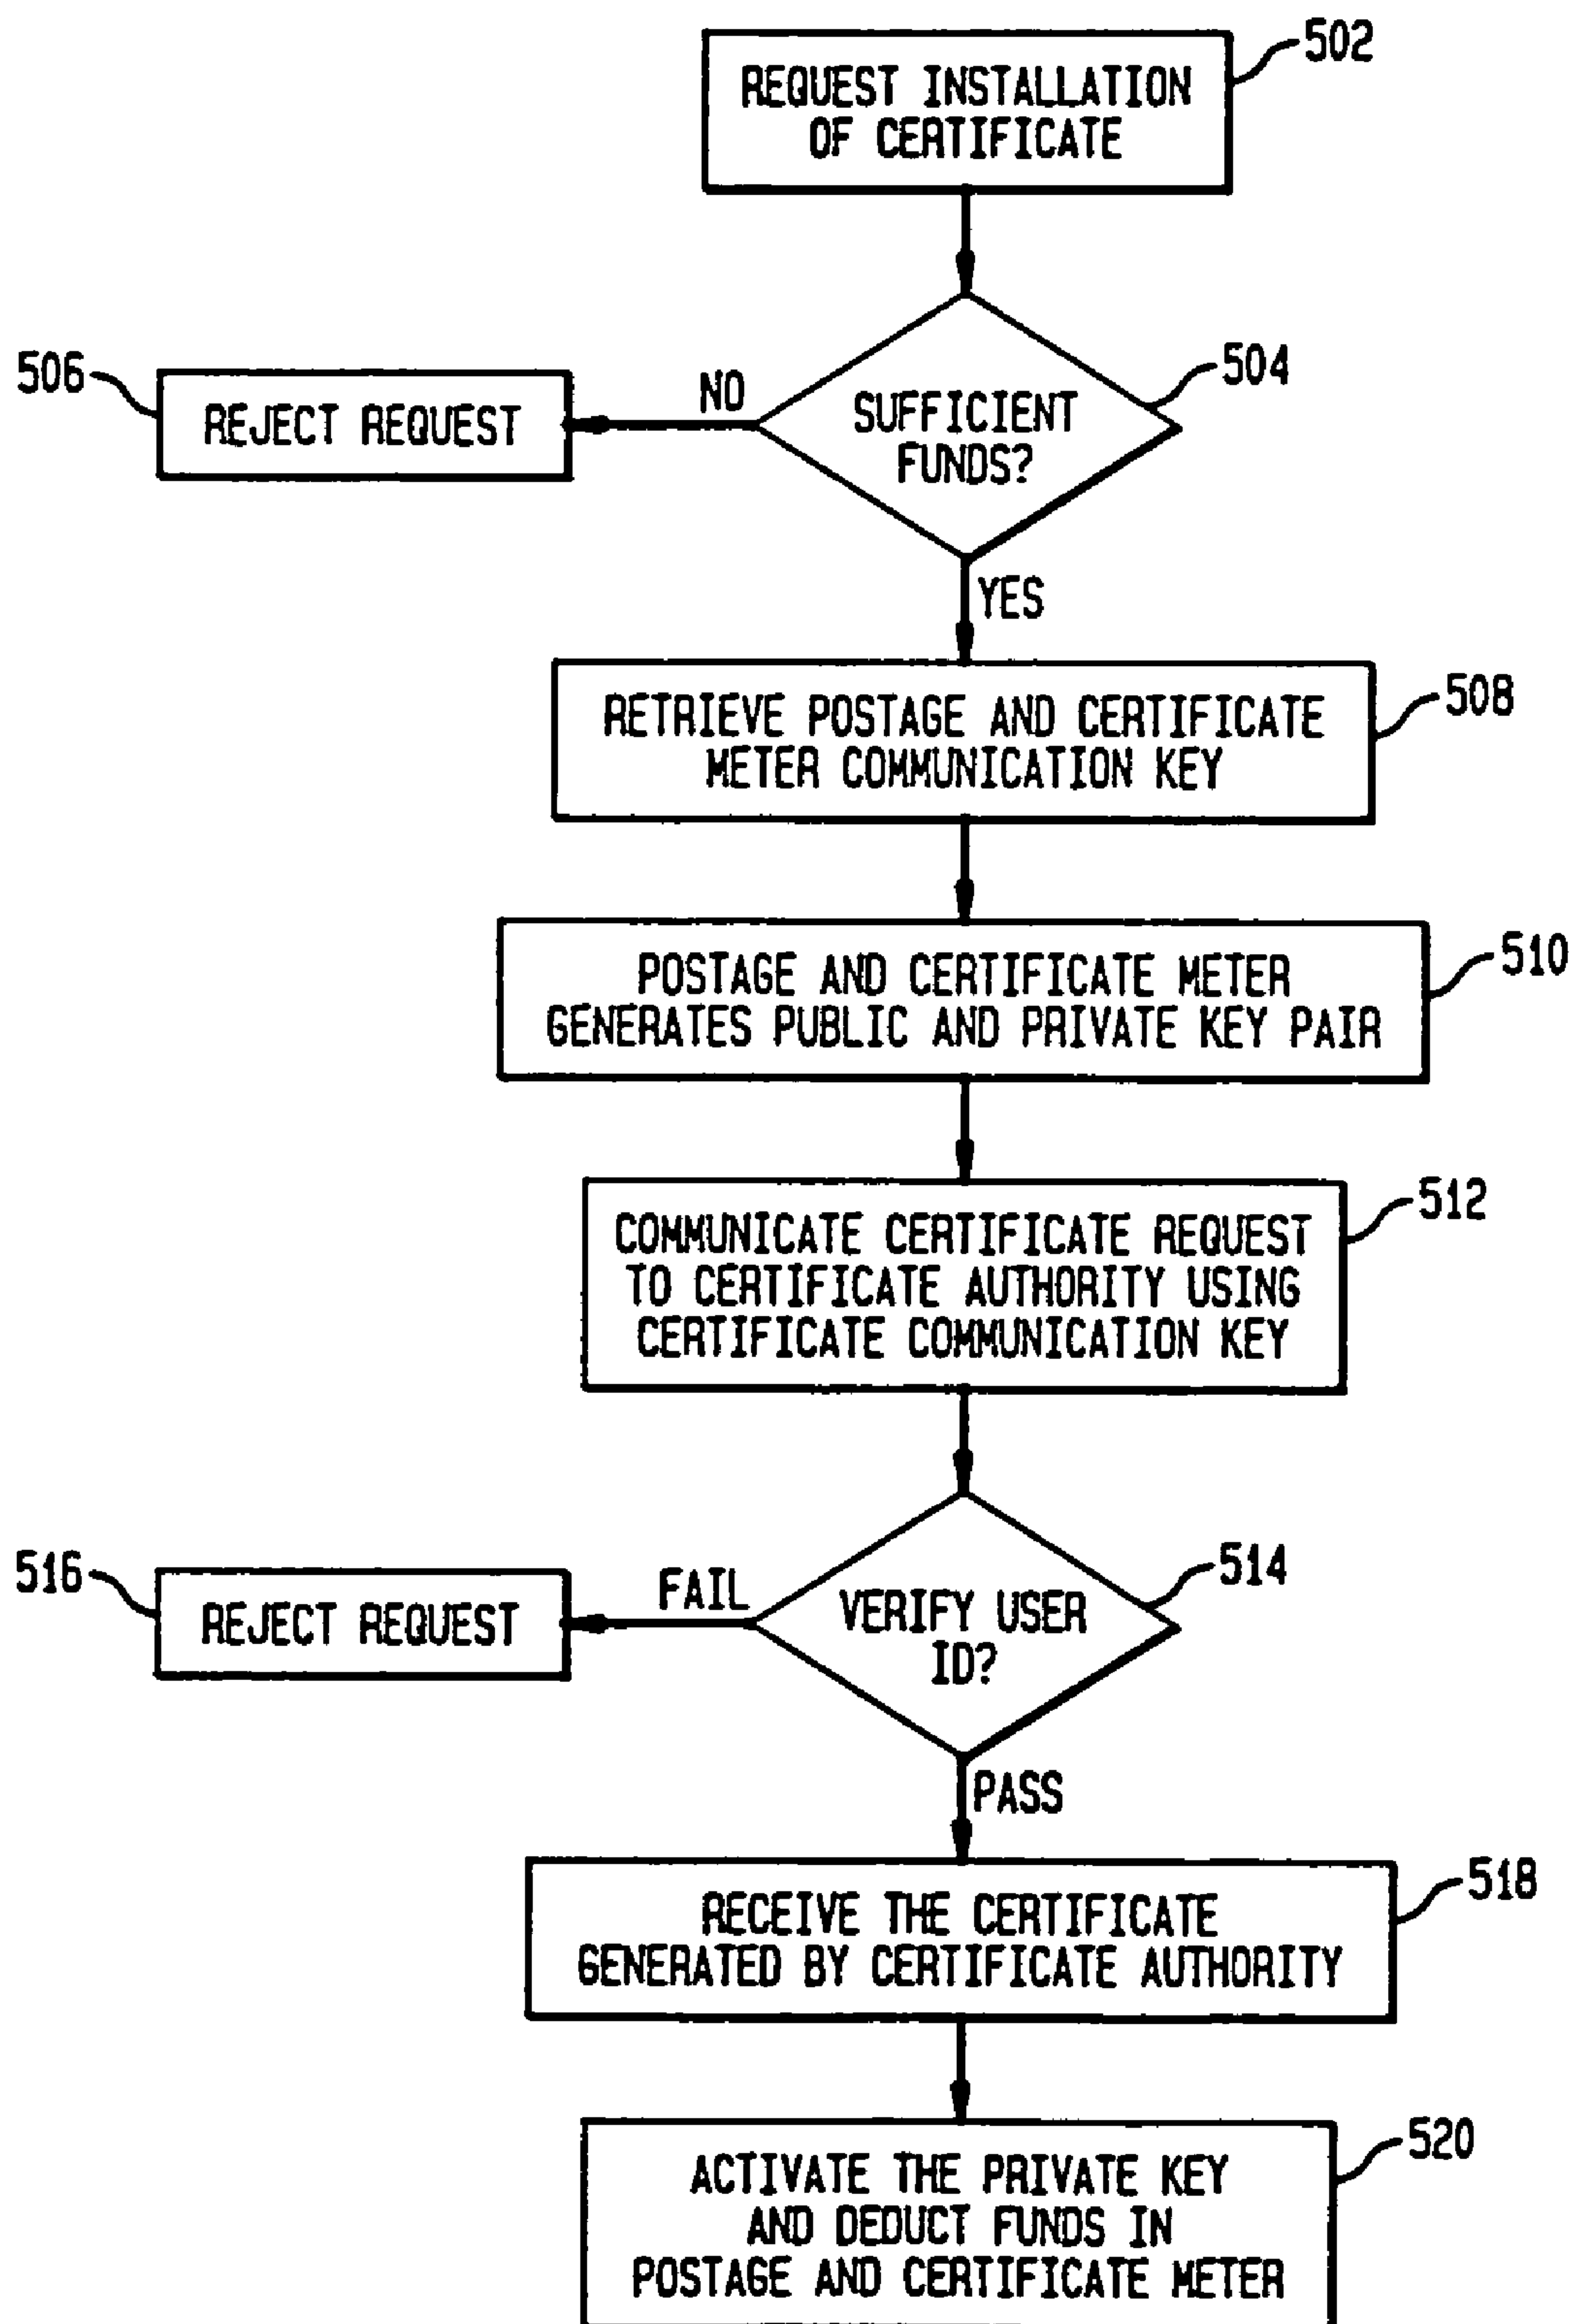 502
REQUEST INSTALLATION
OF CERTIFICATE
504
SUFFICIENT
FUNDS?
NO
506
REJECT REQUEST
YES
508
RETRIEVE POSTAGE AND CERTIFICATE
METER COMMUNICATION KEY
510
POSTAGE AND CERTIFICATE METER
GENERATES PUBLIC AND PRIVATE KEY PAIR
512
COMMUNICATE CERTIFICATE REQUEST
TO CERTIFICATE AUTHORITY USING
CERTIFICATE COMMUNICATION KEY
514
VERIFY USER
ID?
FAIL
516
REJECT REQUEST
PASS
518
RECEIVE THE CERTIFICATE
GENERATED BY CERTIFICATE AUTHORITY
520
ACTIVATE THE PRIVATE KEY
AND DEDUCT FUNDS IN
POSTAGE AND CERTIFICATE METER